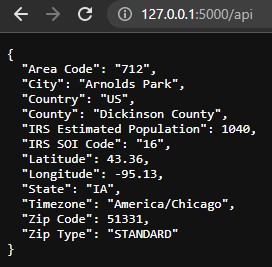 127.0.0.1:5000/api
{
"Area Code": "712",
"City": "Arnolds Park",
"Country": "US",
"County": "Dickinson County",
"IRS Estimated Population": 1040,
"IRS SOI Code": "16",
"Latitude": 43.36,
"Longitude": -95.13,
"State": "IA",
"Timezone": "America/Chicago",
"Zip Code": 51331,
"Zip Type": "STANDARD"
}